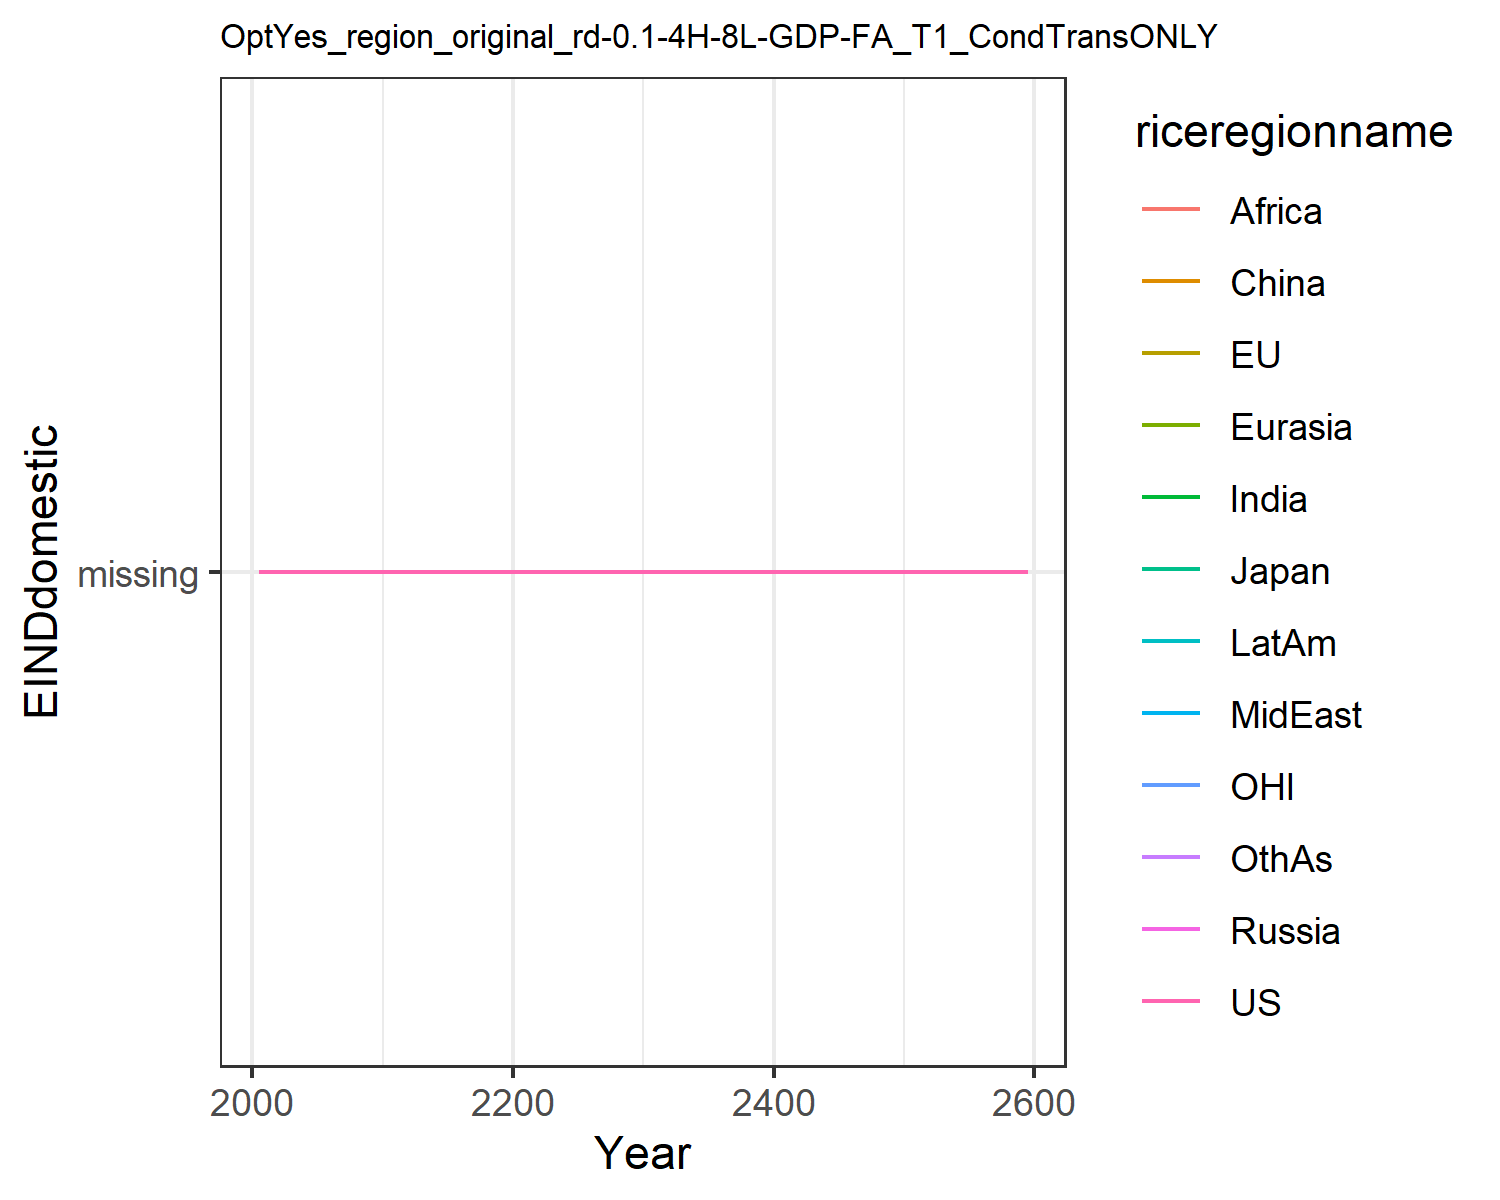 OptYes_region_original_rd-0.1-4H-8L-GDP-FA_T1_CondTransONLY
EINDdomestic
missing
2000 2200 2400 2600
Year
riceregionname
Africa
China
EU
Eurasia
India
Japan
LatAm
MidEast
OHI
OthAs
Russia
US